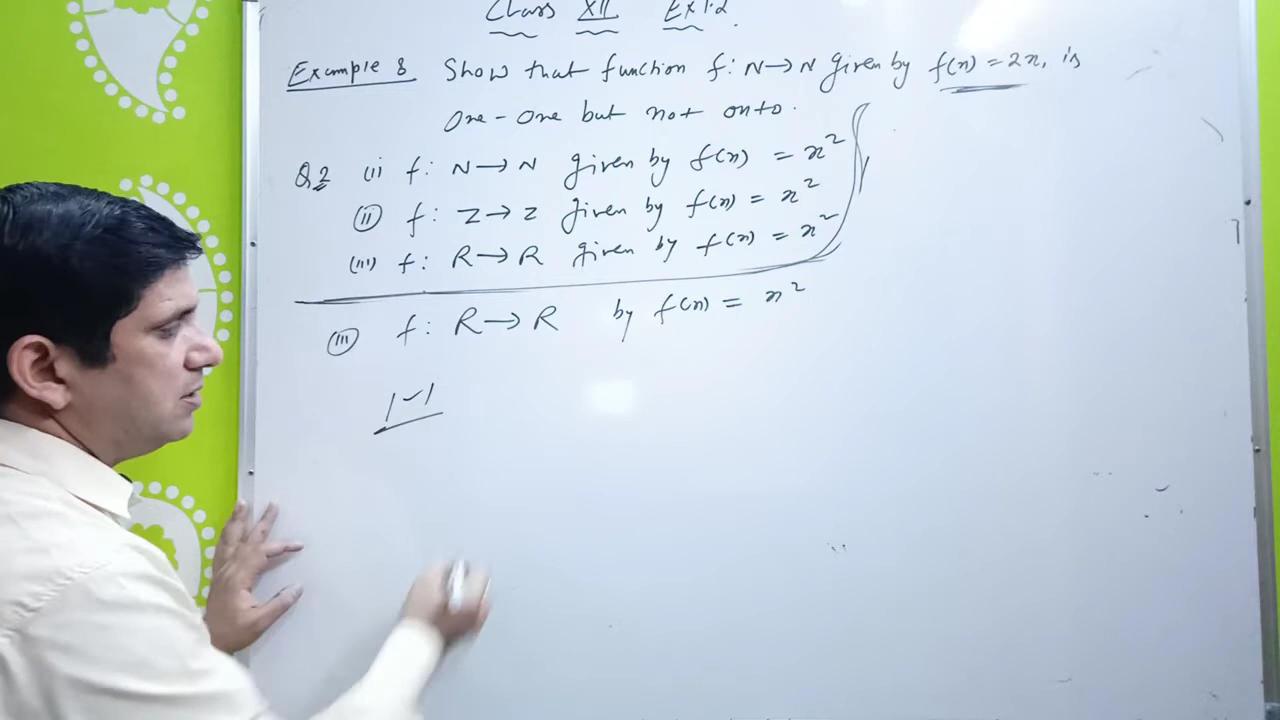 Class XII Ex 1.2
Example 8 Show that function f: N→N given by f(x) = 2x, is
one-one but not onto.
Q2 (i) f: N→N given by f(x) = x²
(ii) f: Z→Z given by f(x) = x²
(iii) f: R→R given by f(x) = x²
(iii) f: R→R by f(x) = x²
1-1